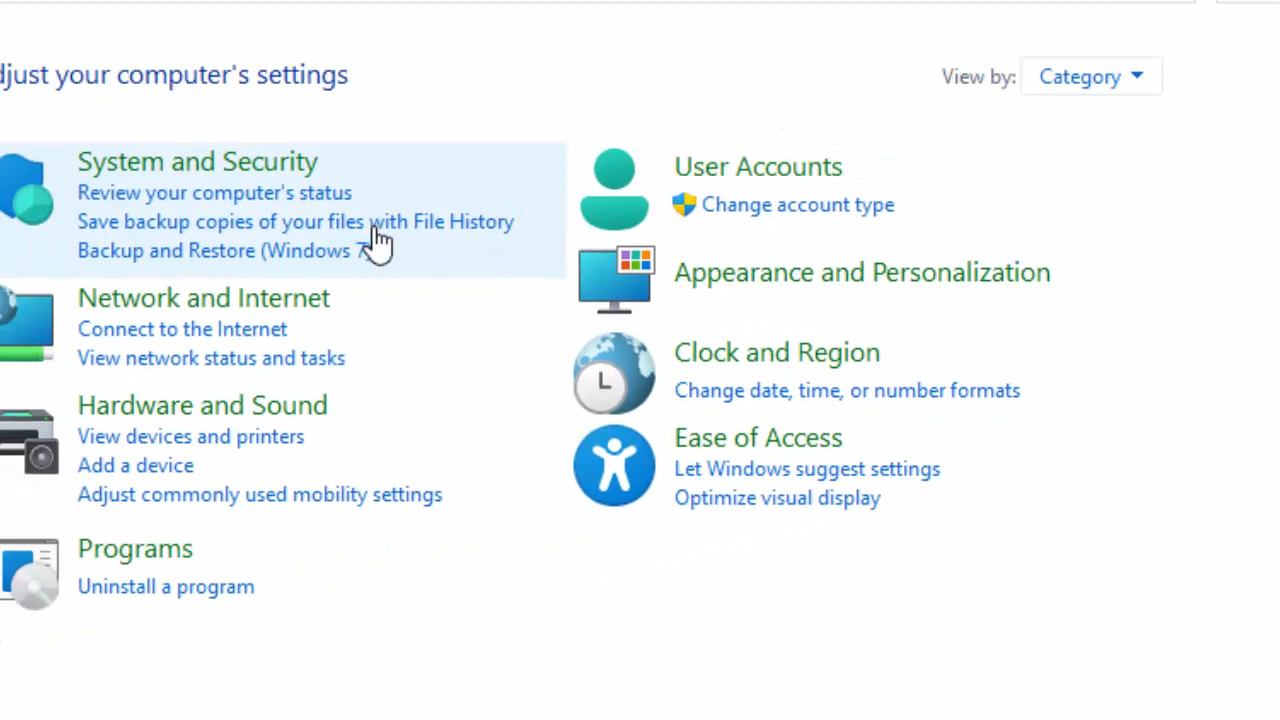 djust your computer's settings
View by: Category
System and Security
Review your computer's status
Save backup copies of your files with File History
Backup and Restore (Windows 7)
Network and Internet
Connect to the Internet
View network status and tasks
Hardware and Sound
View devices and printers
Add a device
Adjust commonly used mobility settings
Programs
Uninstall a program
User Accounts
Change account type
Appearance and Personalization
Clock and Region
Change date, time, or number formats
Ease of Access
Let Windows suggest settings
Optimize visual display